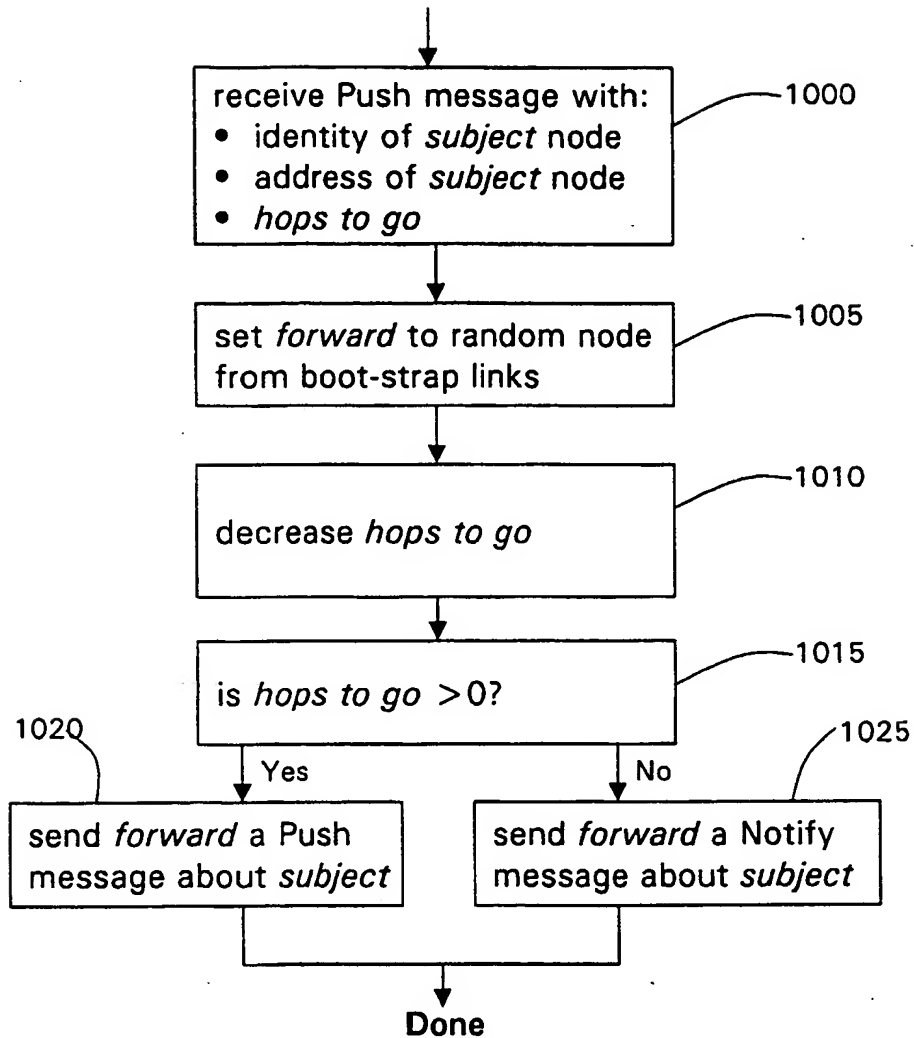 receive Push message with:
• identity of subject node
• address of subject node
• hops to go
1000
set forward to random node
from boot-strap links
1005
decrease hops to go
1010
is hops to go >0?
1015
1020
Yes
No
1025
send forward a Push
message about subject
send forward a Notify
message about subject
Done